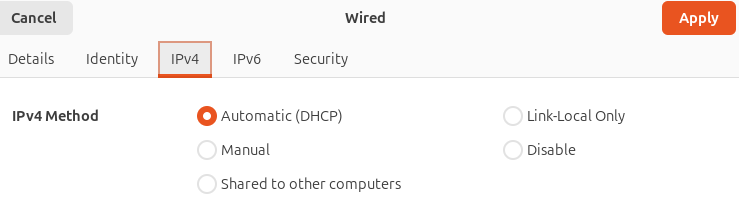 Cancel Wired Apply
Details Identity IPv4 IPv6 Security
IPv4 Method Automatic (DHCP) Link-Local Only
Manual Disable
Shared to other computers